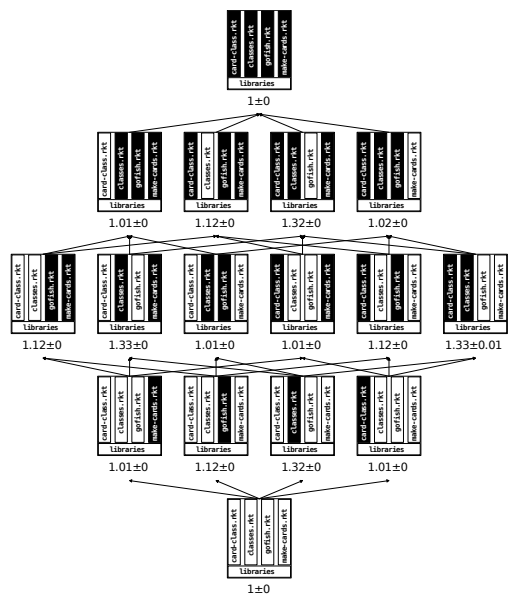 card-class.rkt
classes.rkt
gofish.rkt
make-cards.rkt
libraries
1±0
card-class.rkt
classes.rkt
gofish.rkt
make-cards.rkt
libraries
1.01±0
card-class.rkt
classes.rkt
gofish.rkt
make-cards.rkt
libraries
1.12±0
card-class.rkt
classes.rkt
gofish.rkt
make-cards.rkt
libraries
1.32±0
card-class.rkt
classes.rkt
gofish.rkt
make-cards.rkt
libraries
1.02±0
card-class.rkt
classes.rkt
gofish.rkt
make-cards.rkt
libraries
1.12±0
card-class.rkt
classes.rkt
gofish.rkt
make-cards.rkt
libraries
1.33±0
card-class.rkt
classes.rkt
gofish.rkt
make-cards.rkt
libraries
1.01±0
card-class.rkt
classes.rkt
gofish.rkt
make-cards.rkt
libraries
1.01±0
card-class.rkt
classes.rkt
gofish.rkt
make-cards.rkt
libraries
1.12±0
card-class.rkt
classes.rkt
gofish.rkt
make-cards.rkt
libraries
1.33±0.01
card-class.rkt
classes.rkt
gofish.rkt
make-cards.rkt
libraries
1.01±0
card-class.rkt
classes.rkt
gofish.rkt
make-cards.rkt
libraries
1.12±0
card-class.rkt
classes.rkt
gofish.rkt
make-cards.rkt
libraries
1.32±0
card-class.rkt
classes.rkt
gofish.rkt
make-cards.rkt
libraries
1.01±0
card-class.rkt
classes.rkt
gofish.rkt
make-cards.rkt
libraries
1±0